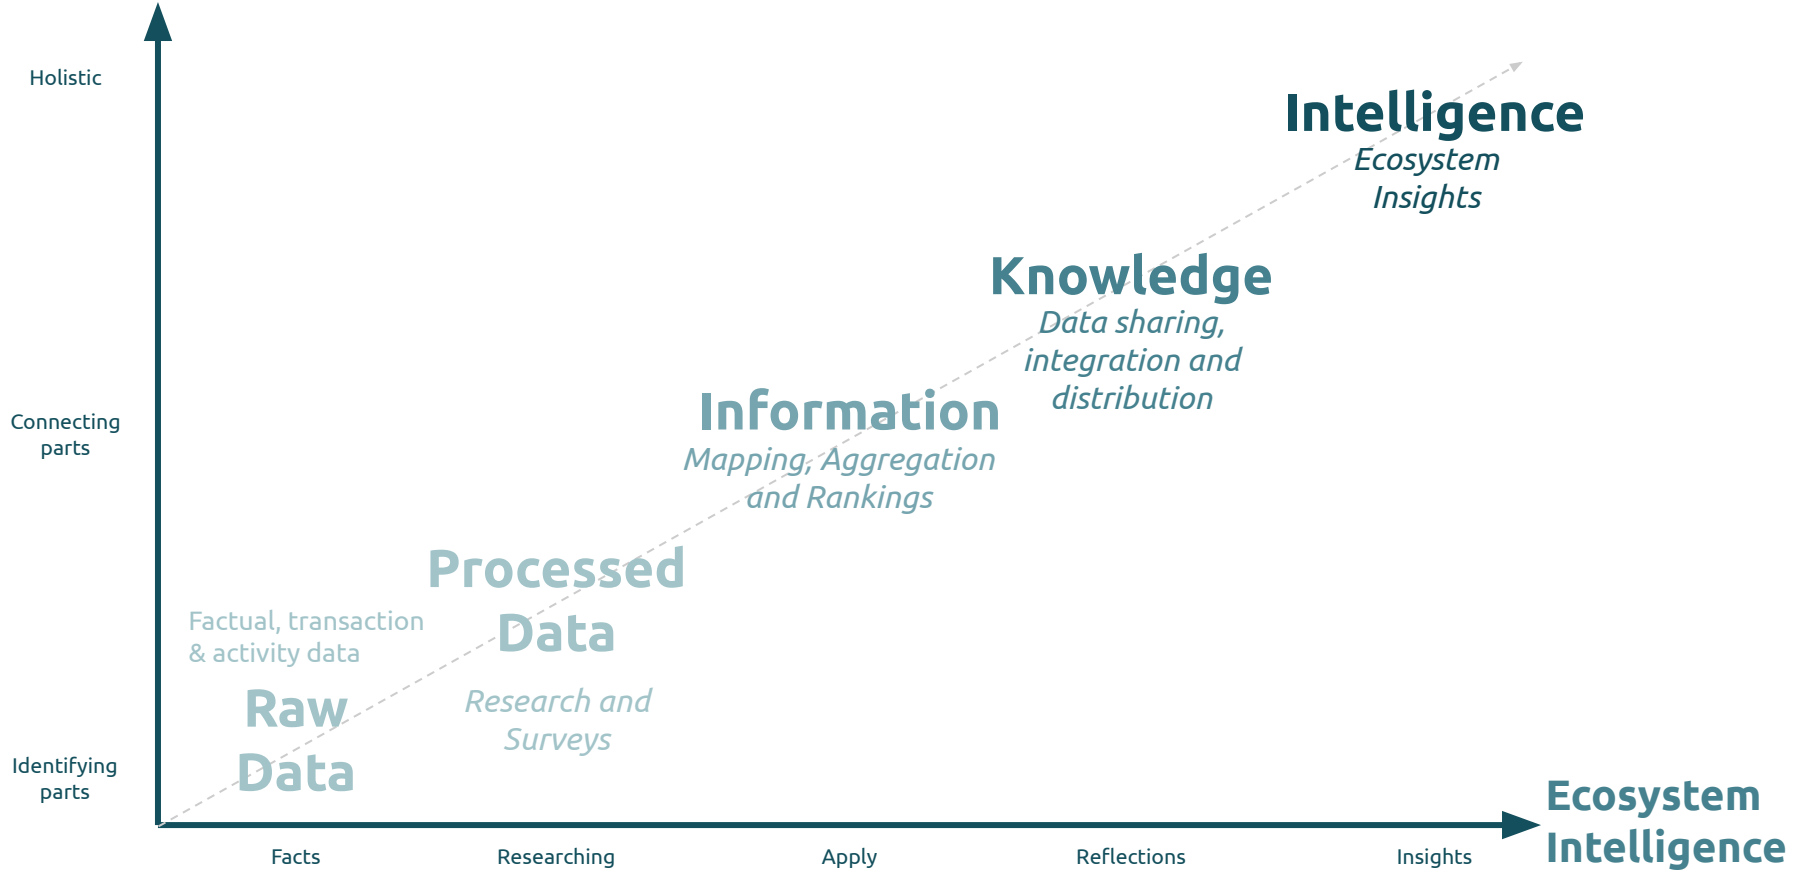 Holistic
Intelligence
Ecosystem
Insights
Knowledge
Data sharing,
integration and
distribution
Connecting
parts
Information
Mapping, Aggregation
and Rankings
Processed
Data
Research and
Surveys
Factual, transaction
& activity data
Raw
Data
Identifying
parts
Ecosystem
Intelligence
Facts
Researching
Apply
Reflections
Insights